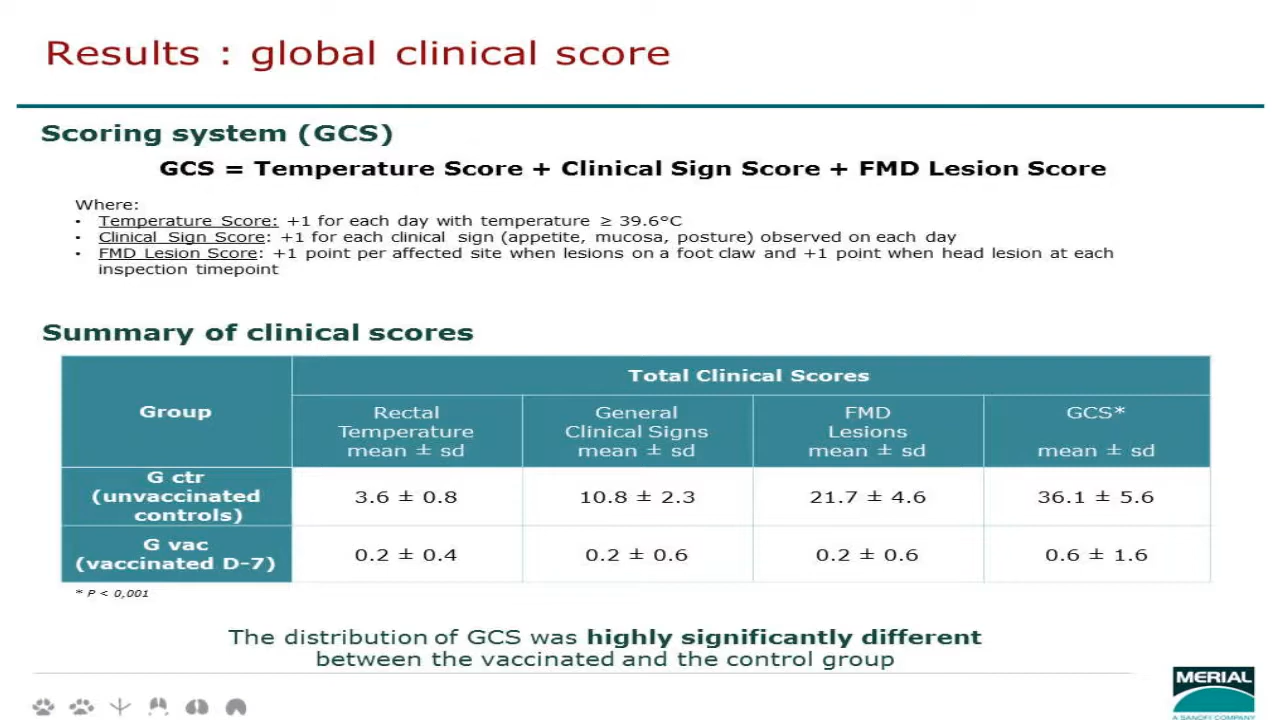 Results : global clinical score
Scoring system (GCS)
GCS = Temperature Score + Clinical Sign Score + FMD Lesion Score
Where:
• Temperature Score: +1 for each day with temperature ≥ 39.6°C
• Clinical Sign Score: +1 for each clinical sign (appetite, mucosa, posture) observed on each day
• FMD Lesion Score: +1 point per affected site when lesions on a foot claw and +1 point when head lesion at each
inspection timepoint
Summary of clinical scores
Group
Total Clinical Scores
Rectal
Temperature
mean ± sd
General
Clinical Signs
mean ± sd
FMD
Lesions
mean ± sd
GCS*
mean ± sd
G ctr
(unvaccinated
controls)
3.6 ± 0.8
10.8 ± 2.3
21.7 ± 4.6
36.1 ± 5.6
G vac
(vaccinated D-7)
0.2 ± 0.4
0.2 ± 0.6
0.2 ± 0.6
0.6 ± 1.6
* P < 0,001
The distribution of GCS was highly significantly different
between the vaccinated and the control group
MERIAL
A SANOFI COMPANY